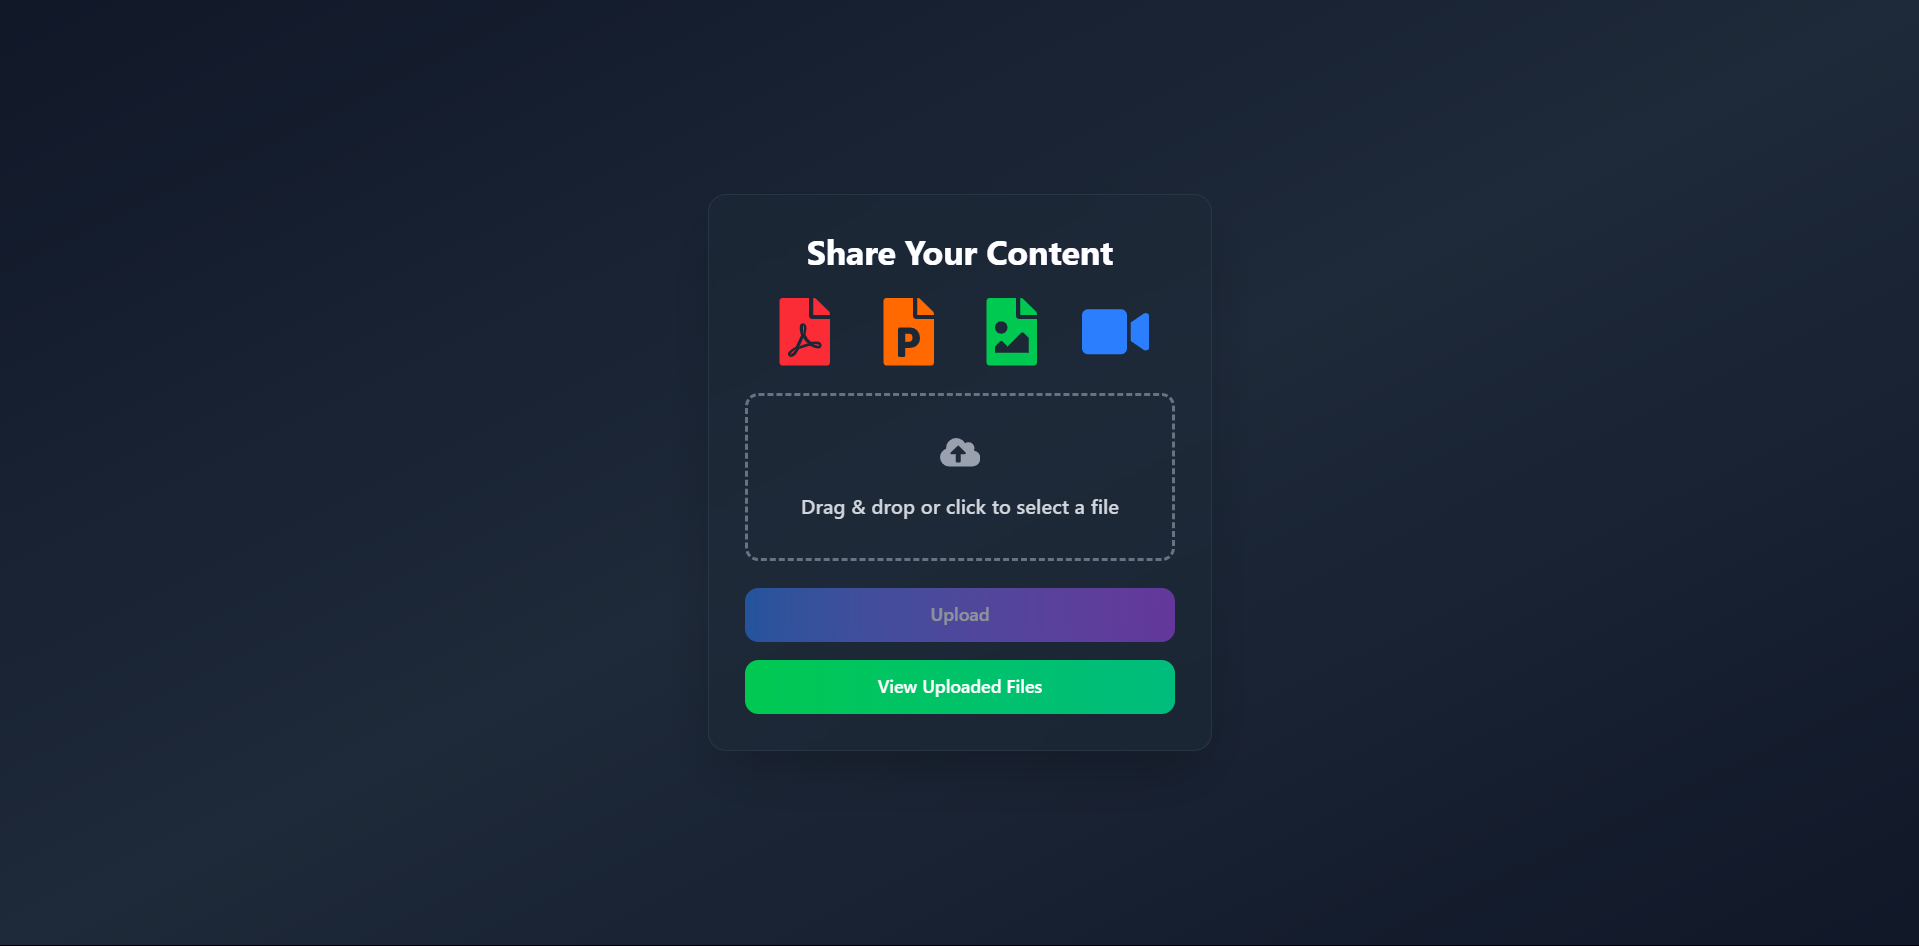 Share Your Content
P
Drag & drop or click to select a file
Upload
View Uploaded Files